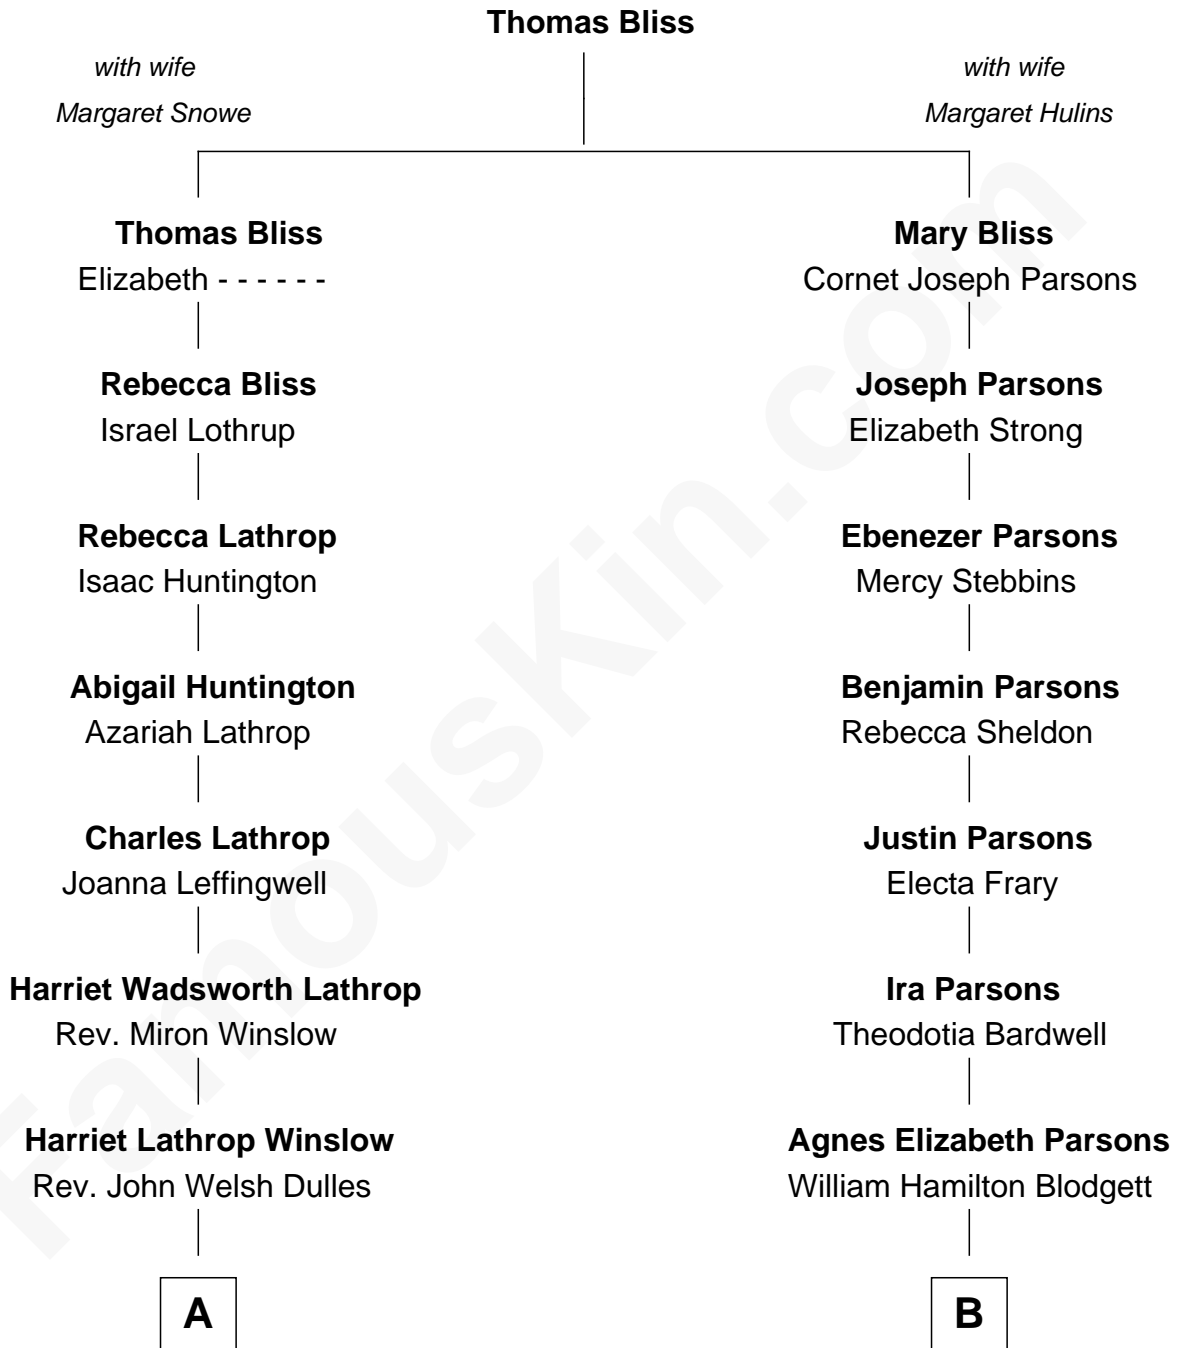 Thomas Bliss
with wife
Margaret Snowe
with wife
Margaret Hulins
Thomas Bliss
Elizabeth - - - - - -
Mary Bliss
Cornet Joseph Parsons
Rebecca Bliss
Israel Lothrup
Joseph Parsons
Elizabeth Strong
Rebecca Lathrop
Isaac Huntington
Ebenezer Parsons
Mercy Stebbins
Abigail Huntington
Azariah Lathrop
Benjamin Parsons
Rebecca Sheldon
Charles Lathrop
Joanna Leffingwell
Justin Parsons
Electa Frary
Harriet Wadsworth Lathrop
Rev. Miron Winslow
Ira Parsons
Theodotia Bardwell
Harriet Lathrop Winslow
Rev. John Welsh Dulles
Agnes Elizabeth Parsons
William Hamilton Blodgett
A
B
FamousKin.com